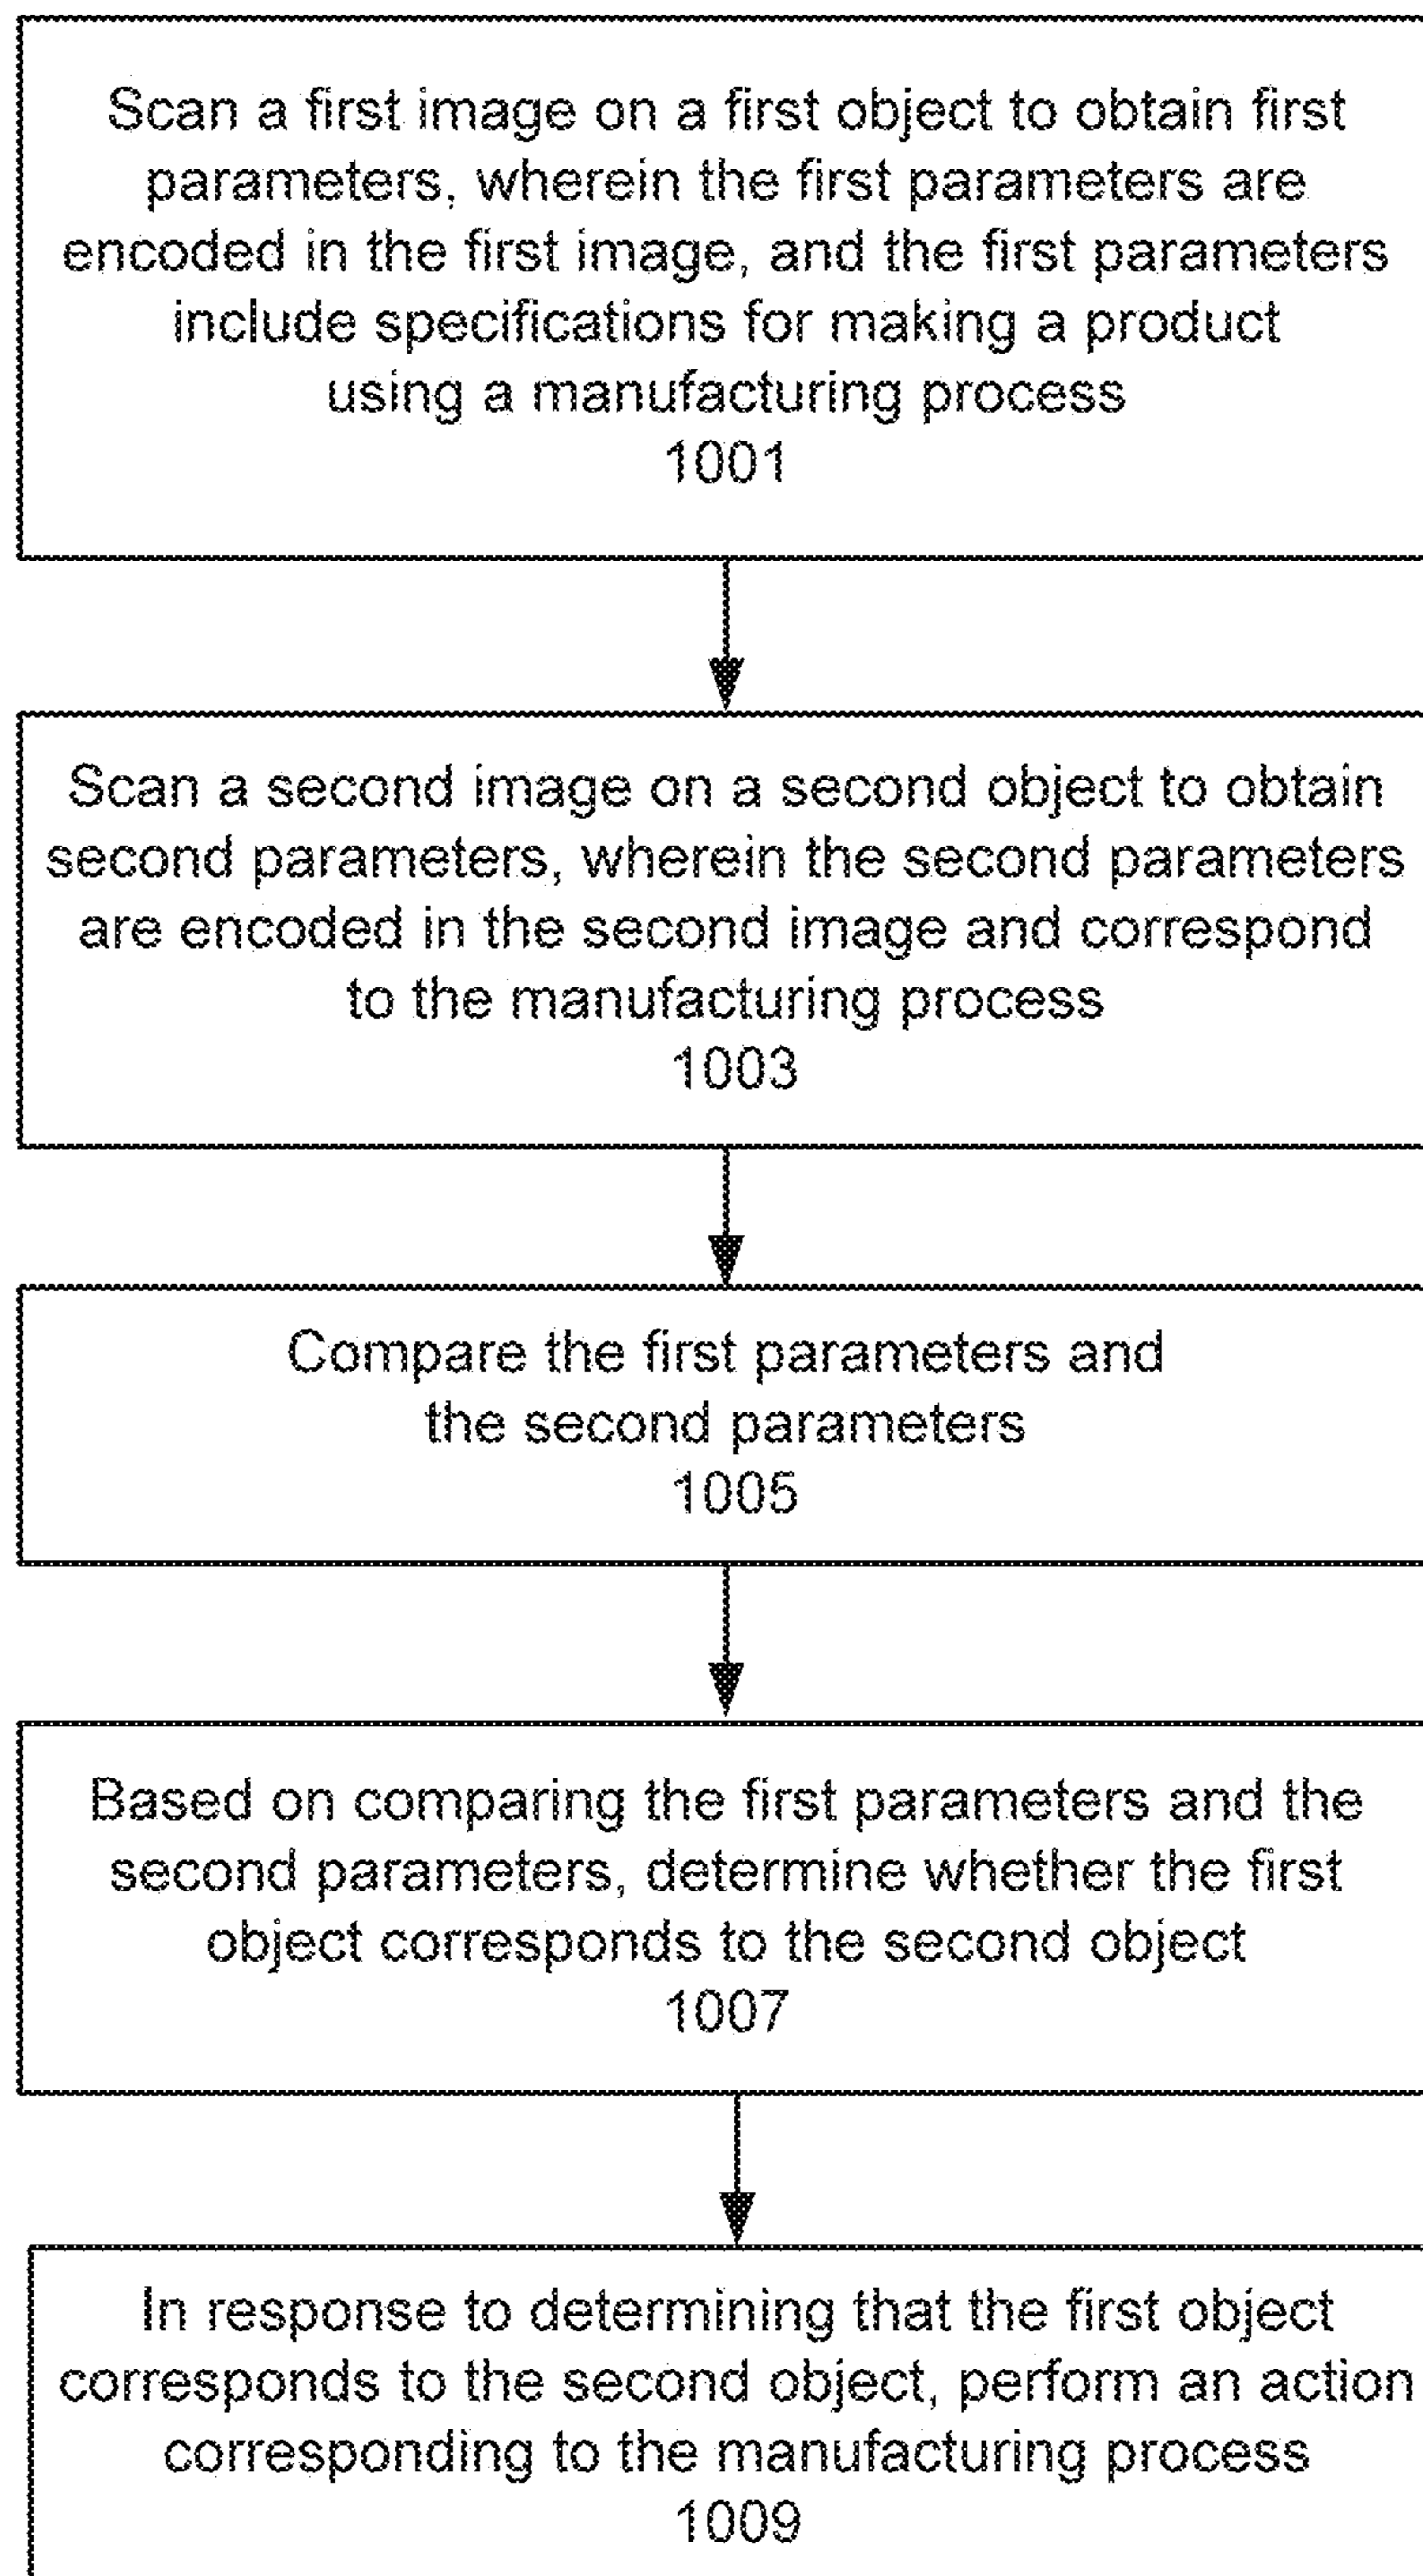 Scan a first image on a first object to obtain first
parameters, wherein the first parameters are
encoded in the first image, and the first parameters
include specifications for making a product
using a manufacturing process
1001
Scan a second image on a second object to obtain
second parameters, wherein the second parameters
are encoded in the second image and correspond
to the manufacturing process
1003
Compare the first parameters and
the second parameters
1005
Based on comparing the first parameters and the
second parameters, determine whether the first
object corresponds to the second object
1007
In response to determining that the first object
corresponds to the second object, perform an action
corresponding to the manufacturing process
1009